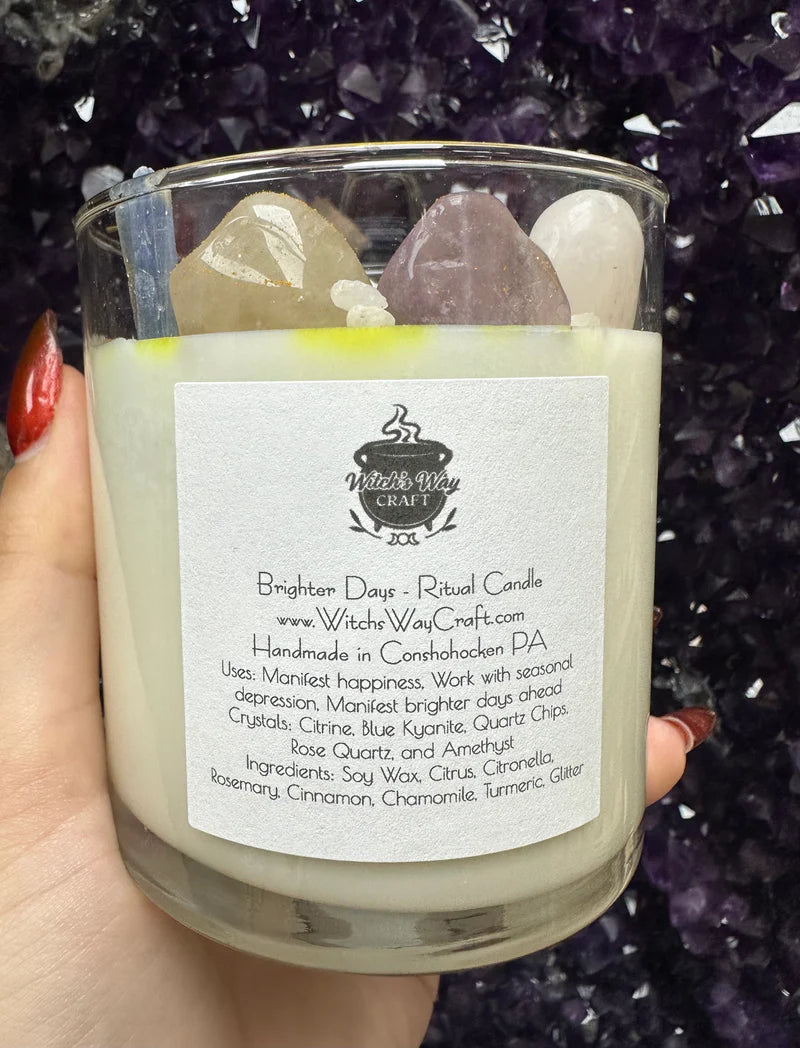 Witch's Way
CRAFT
Brighter Days - Ritual Candle
www.WitchsWayCraft.com
Handmade in Conshohocken PA
Uses: Manifest happiness, Work with seasonal
depression, Manifest brighter days ahead
Crystals: Citrine, Blue Kyanite, Quartz Chips,
Rose Quartz, and Amethyst
Ingredients: Soy Wax, Citrus, Citronella,
Rosemary, Cinnamon, Chamomile, Turmeric, Glitter